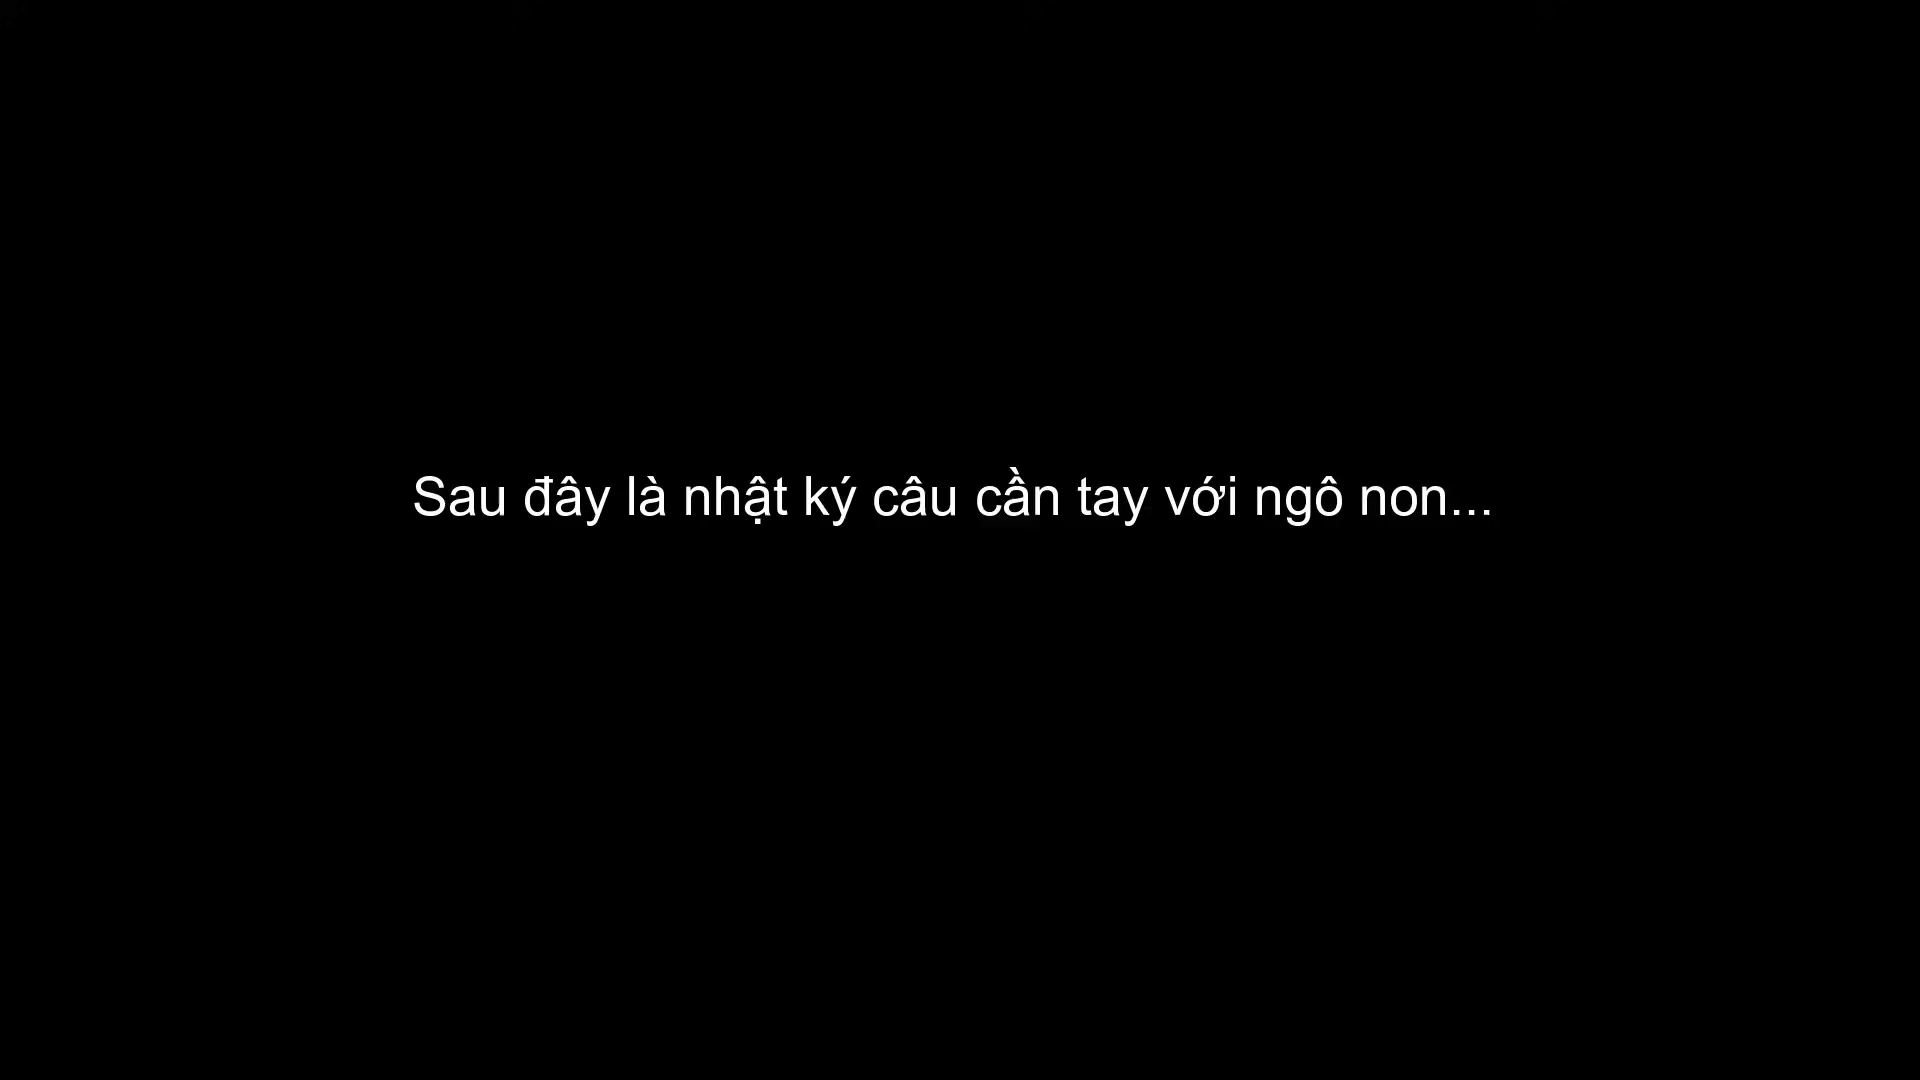 Sau đây là nhật ký câu cần tay với ngô non...